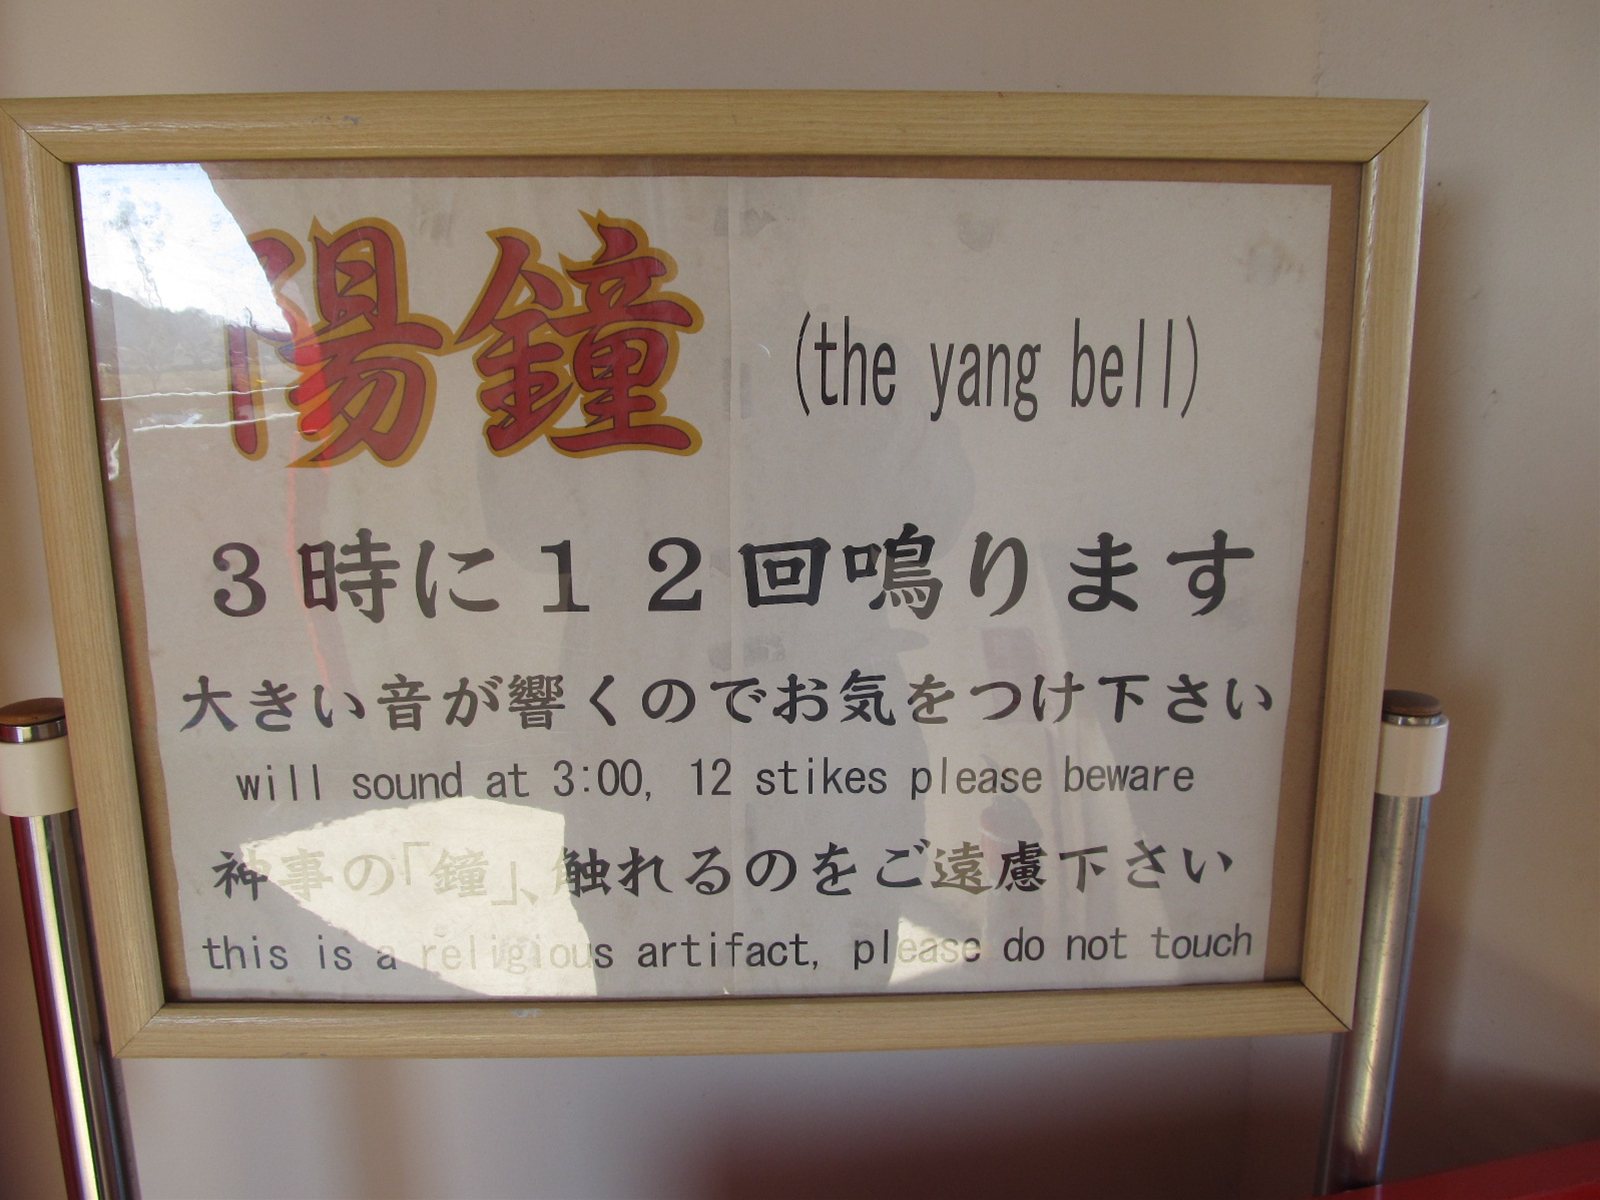 陽鐘 (the yang bell)
３時に１２回鳴ります
大きい音が響くのでお気をつけ下さい
will sound at 3:00, 12 stikes please beware
神事の「鐘」、触れるのをご遠慮下さい
this is a religious artifact, please do not touch